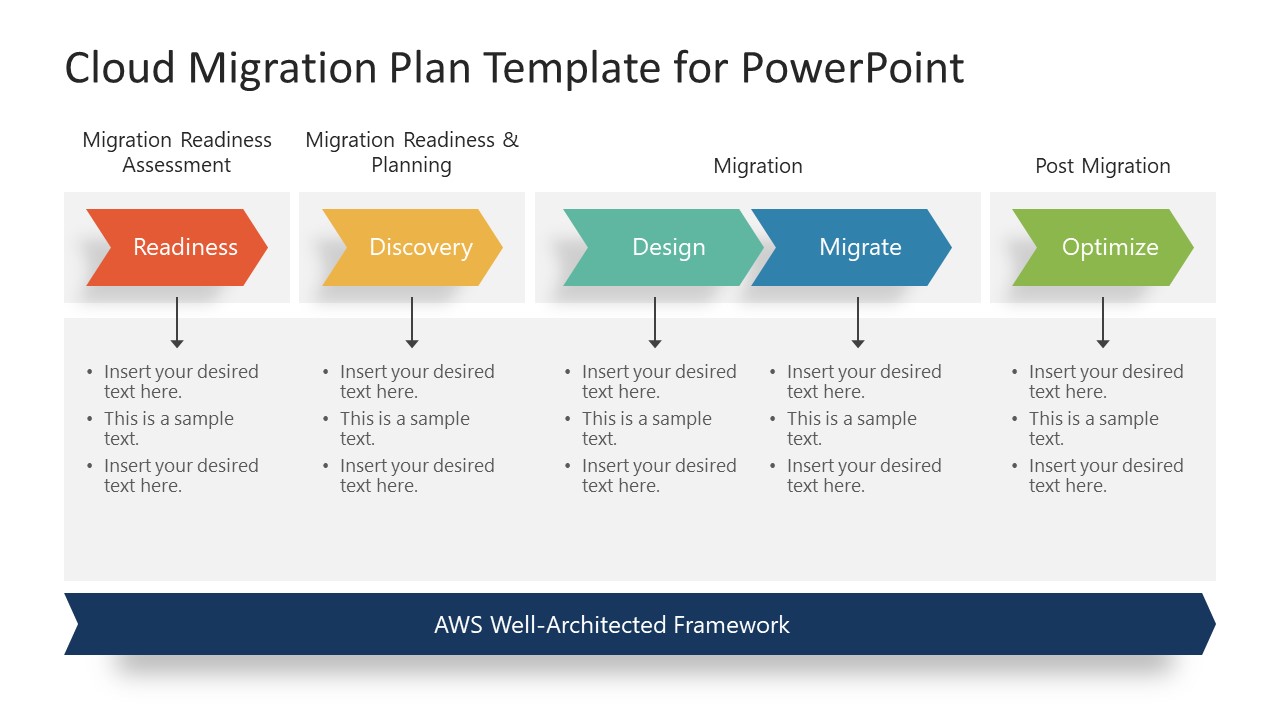 Cloud Migration Plan Template for PowerPoint
Migration Readiness
Assessment
Migration Readiness &
Planning
Migration
Post Migration
Readiness
Discovery
Design
Migrate
Optimize
• Insert your desired
text here.
• This is a sample
text.
• Insert your desired
text here.
• Insert your desired
text here.
• This is a sample
text.
• Insert your desired
text here.
• Insert your desired
text here.
• This is a sample
text.
• Insert your desired
text here.
• Insert your desired
text here.
• This is a sample
text.
• Insert your desired
text here.
• Insert your desired
text here.
• This is a sample
text.
• Insert your desired
text here.
AWS Well-Architected Framework